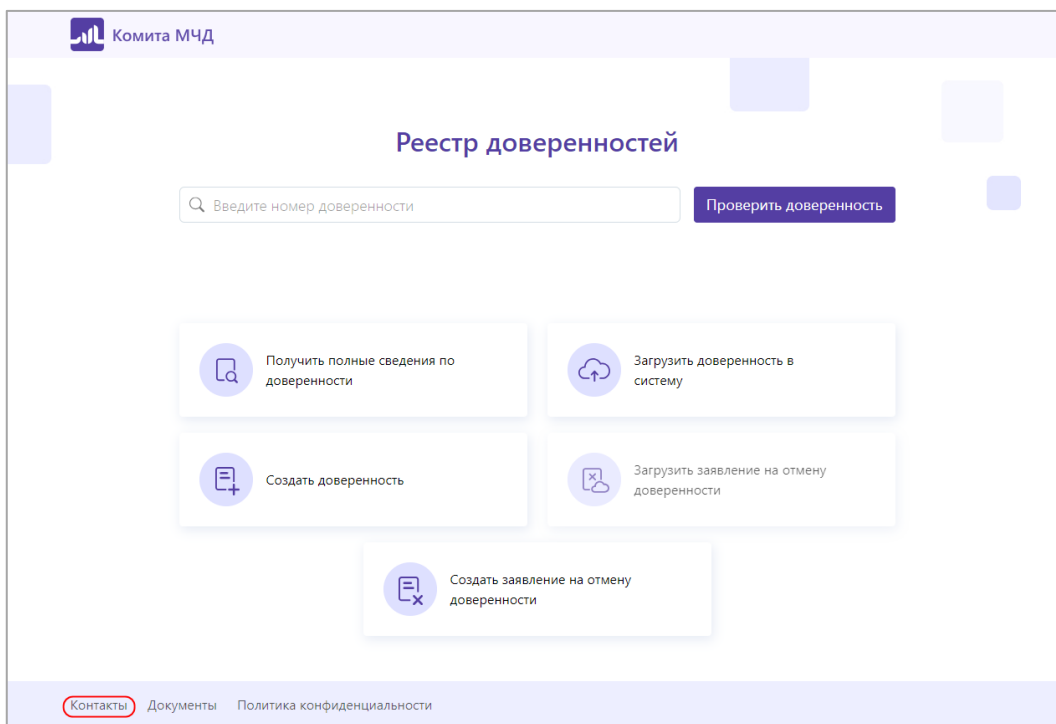 Комита МЧД
Реестр доверенностей
Введите номер доверенности
Проверить доверенность
Получить полные сведения по
доверенности
Загрузить доверенность в
систему
Создать доверенность
Загрузить заявление на отмену
доверенности
Создать заявление на отмену
доверенности
Контакты Документы Политика конфиденциальности